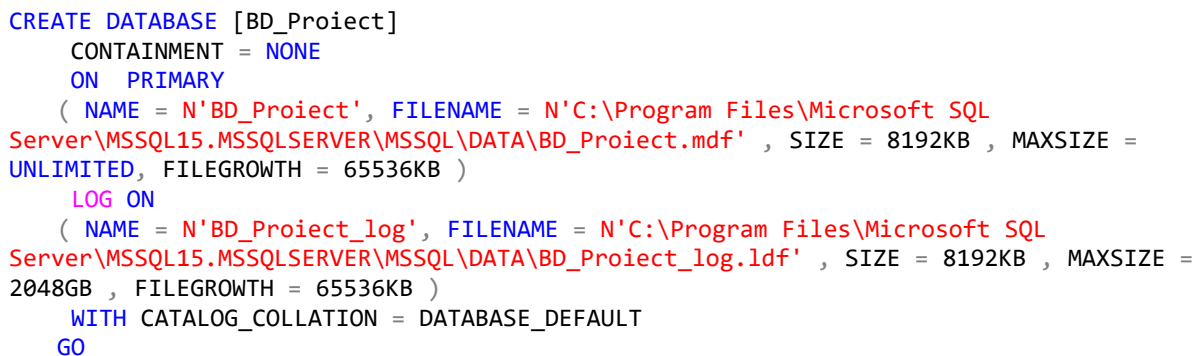 CREATE DATABASE [BD_Proiect]
CONTAINMENT = NONE
ON  PRIMARY
( NAME = N'BD_Proiect', FILENAME = N'C:\Program Files\Microsoft SQL
Server\MSSQL15.MSSQLSERVER\MSSQL\DATA\BD_Proiect.mdf' , SIZE = 8192KB , MAXSIZE =
UNLIMITED, FILEGROWTH = 65536KB )
LOG ON
( NAME = N'BD_Proiect_log', FILENAME = N'C:\Program Files\Microsoft SQL
Server\MSSQL15.MSSQLSERVER\MSSQL\DATA\BD_Proiect_log.ldf' , SIZE = 8192KB , MAXSIZE =
2048GB , FILEGROWTH = 65536KB )
WITH CATALOG_COLLATION = DATABASE_DEFAULT
GO